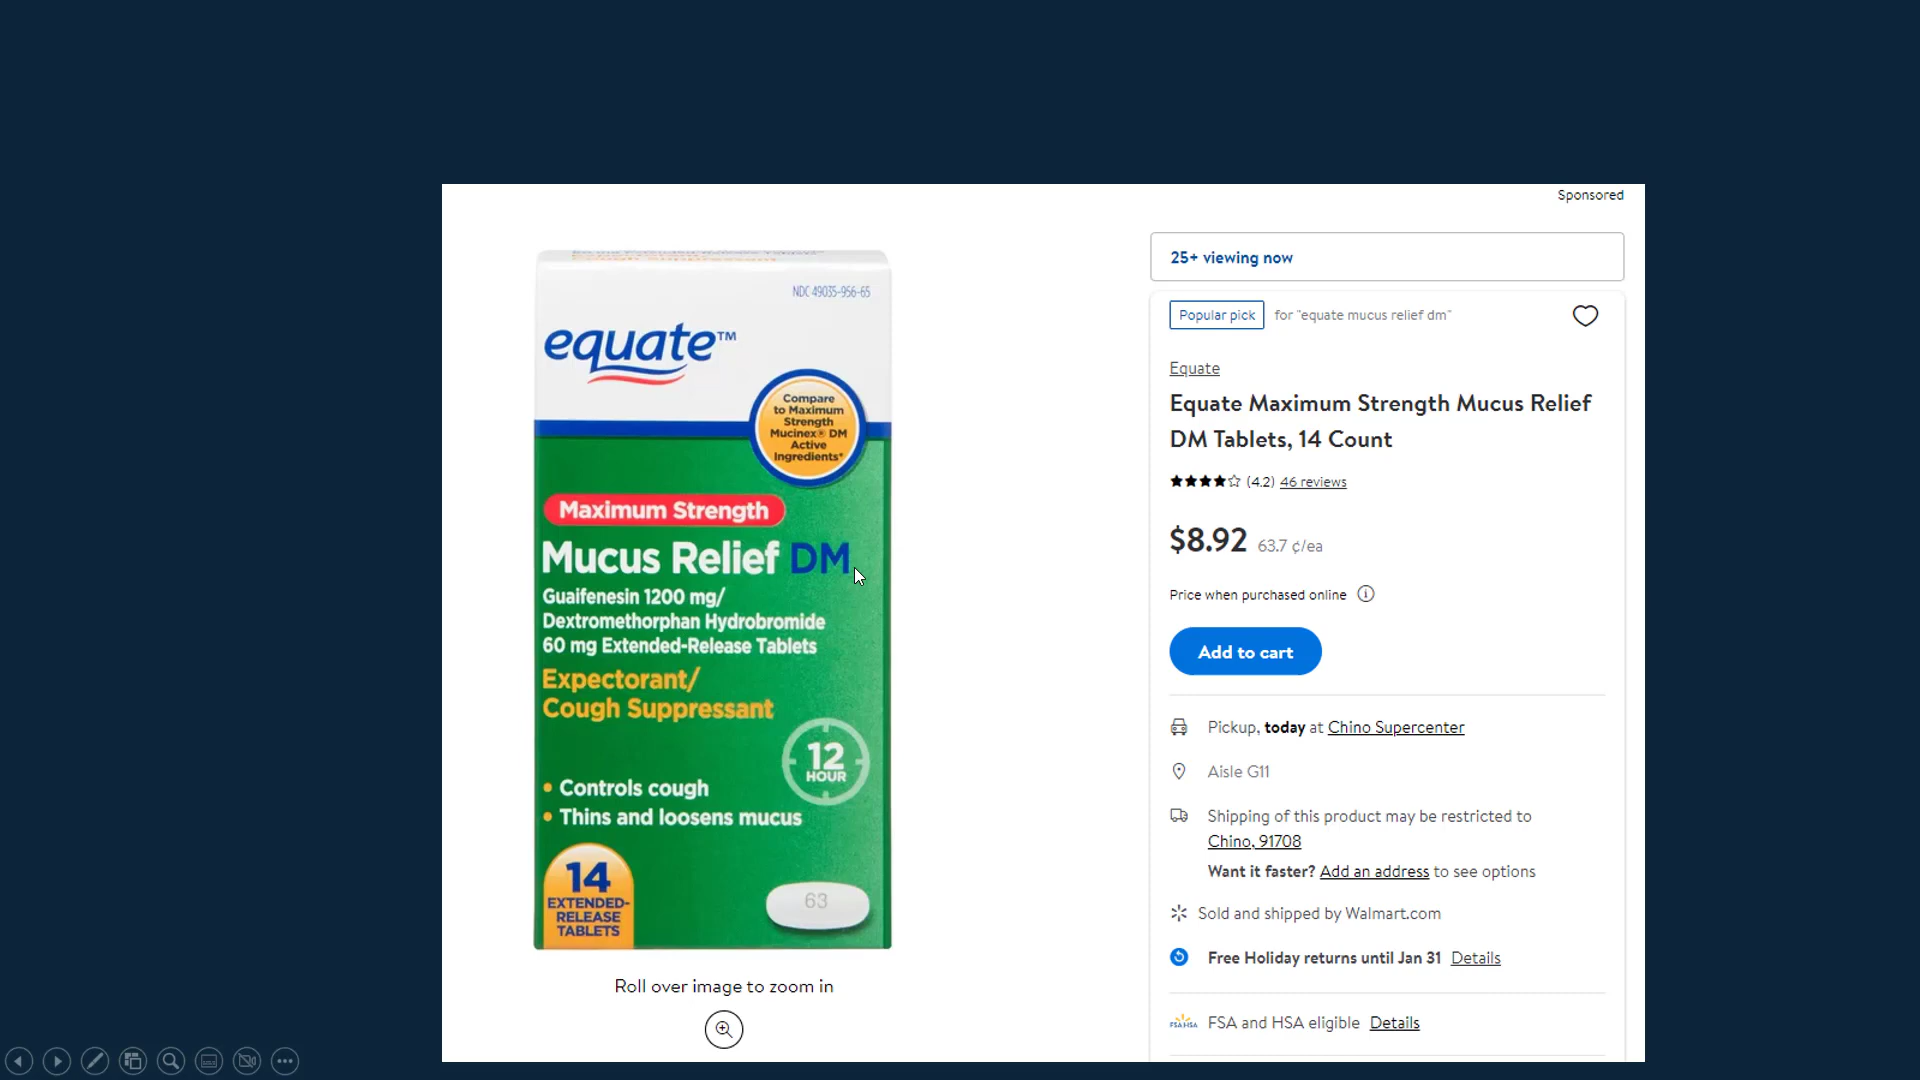 Sponsored
NDC 49035-956-65
equate™
Compare
to Maximum
Strength
Mucinex® DM
Active
Ingredients*
Maximum Strength
Mucus Relief DM
Guaifenesin 1200 mg/
Dextromethorphan Hydrobromide
60 mg Extended-Release Tablets
Expectorant/
Cough Suppressant
12
HOUR
• Controls cough
• Thins and loosens mucus
14
EXTENDED-
RELEASE
TABLETS
63
Roll over image to zoom in
25+ viewing now
Popular pick for "equate mucus relief dm"
Equate
Equate Maximum Strength Mucus Relief
DM Tablets, 14 Count
(4.2) 46 reviews
$8.92 63.7 ¢/ea
Price when purchased online
Add to cart
Pickup, today at Chino Supercenter
Aisle G11
Shipping of this product may be restricted to
Chino, 91708
Want it faster? Add an address to see options
Sold and shipped by Walmart.com
Free Holiday returns until Jan 31 Details
FSA and HSA eligible Details